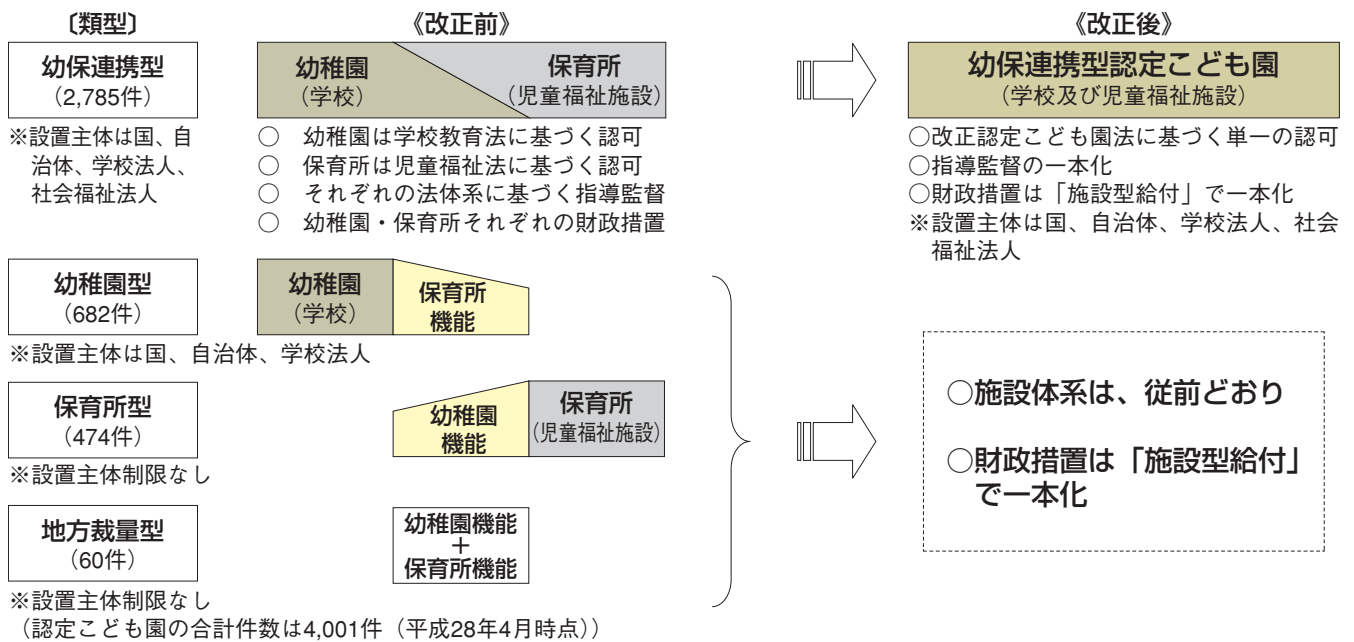 〔類型〕
《改正前》
《改正後》
幼保連携型
（2,785件）
※設置主体は国、自
治体、学校法人、
社会福祉法人
幼稚園
（学校）
保育所
（児童福祉施設）
○　幼稚園は学校教育法に基づく認可
○　保育所は児童福祉法に基づく認可
○　それぞれの法体系に基づく指導監督
○　幼稚園・保育所それぞれの財政措置
幼保連携型認定こども園
（学校及び児童福祉施設）
○改正認定こども園法に基づく単一の認可
○指導監督の一本化
○財政措置は「施設型給付」で一本化
※設置主体は国、自治体、学校法人、社会
福祉法人
幼稚園型
（682件）
※設置主体は国、自治体、学校法人
幼稚園
（学校）
保育所
機能
保育所型
（474件）
※設置主体制限なし
幼稚園
機能
保育所
（児童福祉施設）
地方裁量型
（60件）
※設置主体制限なし
幼稚園機能
＋
保育所機能
○施設体系は、従前どおり
○財政措置は「施設型給付」
で一本化
（認定こども園の合計件数は4,001件（平成28年4月時点））